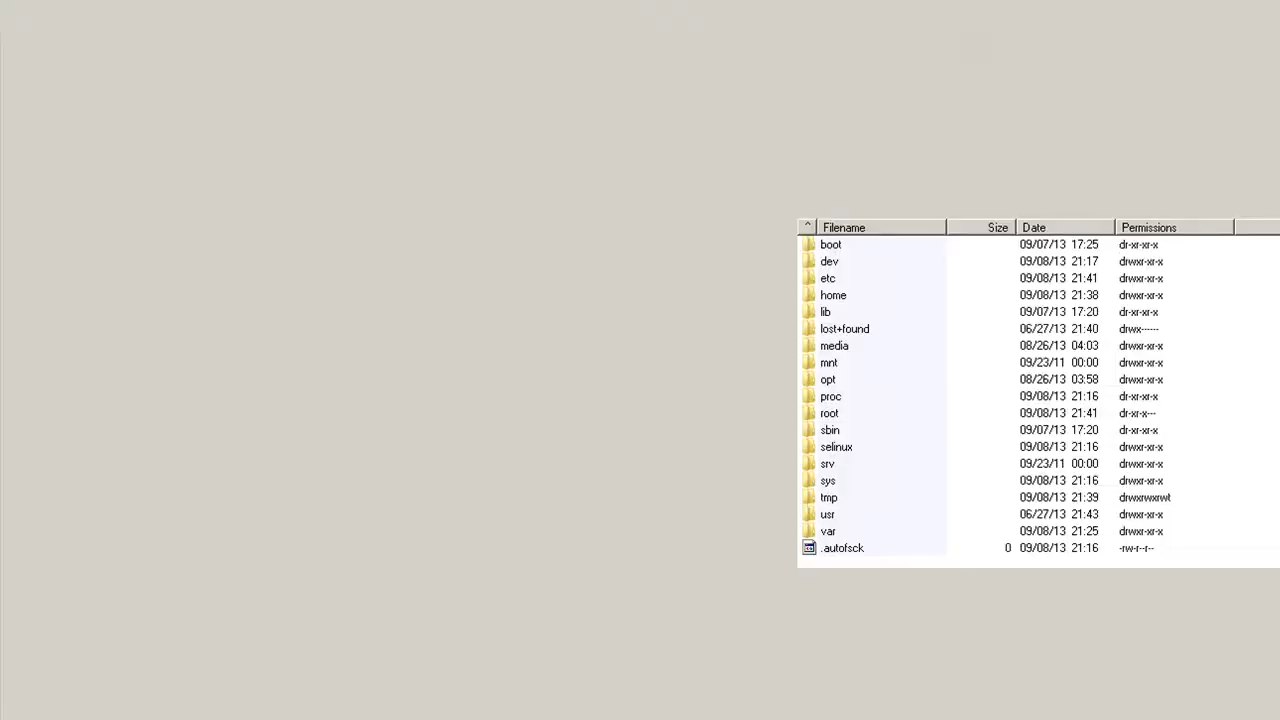 ^ Filename Size Date Permissions
boot 09/07/13 17:25 dr-xr-xr-x
dev 09/08/13 21:17 drwxr-xr-x
etc 09/08/13 21:41 drwxr-xr-x
home 09/08/13 21:38 drwxr-xr-x
lib 09/07/13 17:20 dr-xr-xr-x
lost+found 06/27/13 21:40 drwx------
media 08/26/13 04:03 drwxr-xr-x
mnt 09/23/11 00:00 drwxr-xr-x
opt 08/26/13 03:58 drwxr-xr-x
proc 09/08/13 21:16 dr-xr-xr-x
root 09/08/13 21:41 dr-xr-x---
sbin 09/07/13 17:20 dr-xr-xr-x
selinux 09/08/13 21:16 drwxr-xr-x
srv 09/23/11 00:00 drwxr-xr-x
sys 09/08/13 21:16 drwxr-xr-x
tmp 09/08/13 21:39 drwxrwxrwt
usr 06/27/13 21:43 drwxr-xr-x
var 09/08/13 21:25 drwxr-xr-x
.autofsck 0 09/08/13 21:16 -rw-r--r--